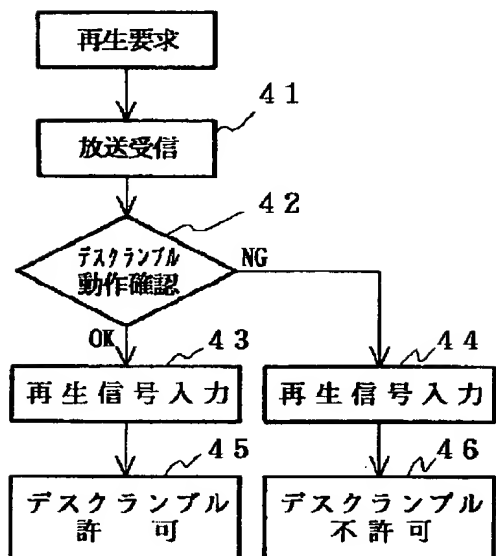 再生要求
41
放送受信
42
デスクランブル
動作確認
NG
OK
43
再生信号入力
44
再生信号入力
45
デスクランブル
許可
46
デスクランブル
不許可